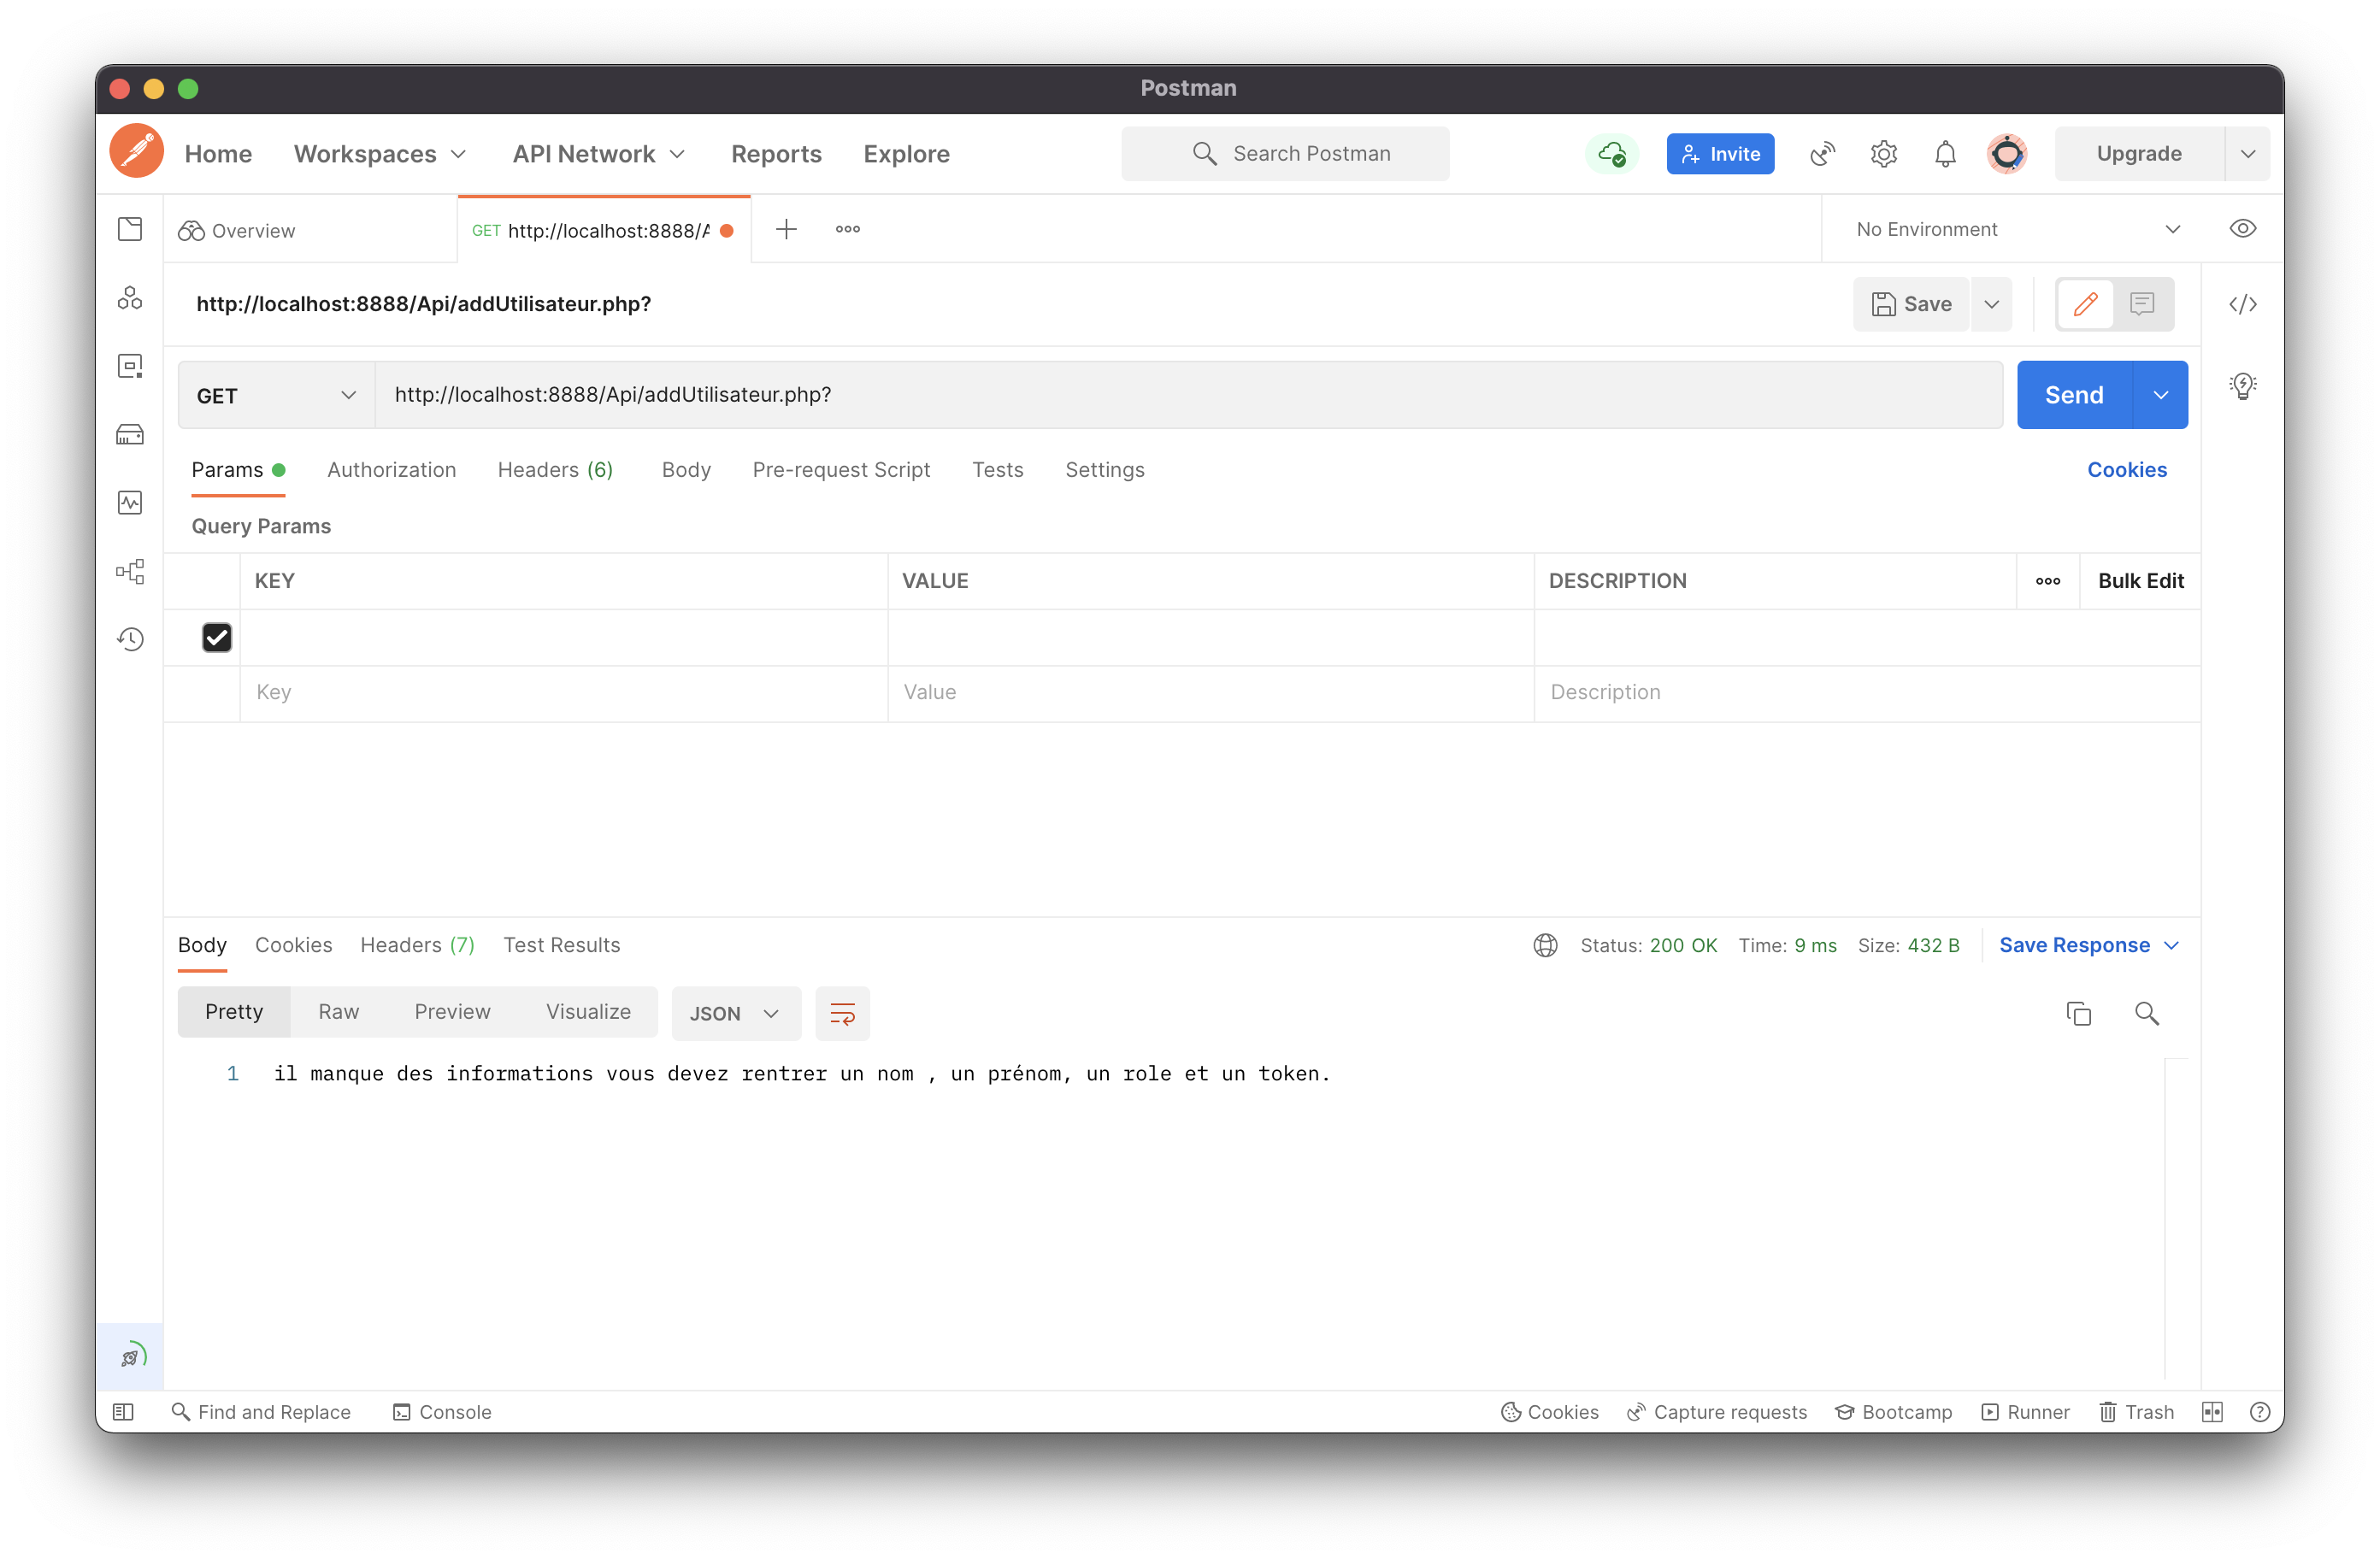 Postman
Home Workspaces API Network Reports Explore Search Postman Invite Upgrade
Overview GET http://localhost:8888/A No Environment
http://localhost:8888/Api/addUtilisateur.php? Save
GET http://localhost:8888/Api/addUtilisateur.php? Send
Params Authorization Headers (6) Body Pre-request Script Tests Settings Cookies
Query Params
KEY VALUE DESCRIPTION Bulk Edit
Key Value Description
Body Cookies Headers (7) Test Results Status: 200 OK Time: 9 ms Size: 432 B Save Response
Pretty Raw Preview Visualize JSON
1 il manque des informations vous devez rentrer un nom , un prénom, un role et un token.
Find and Replace Console Cookies Capture requests Bootcamp Runner Trash